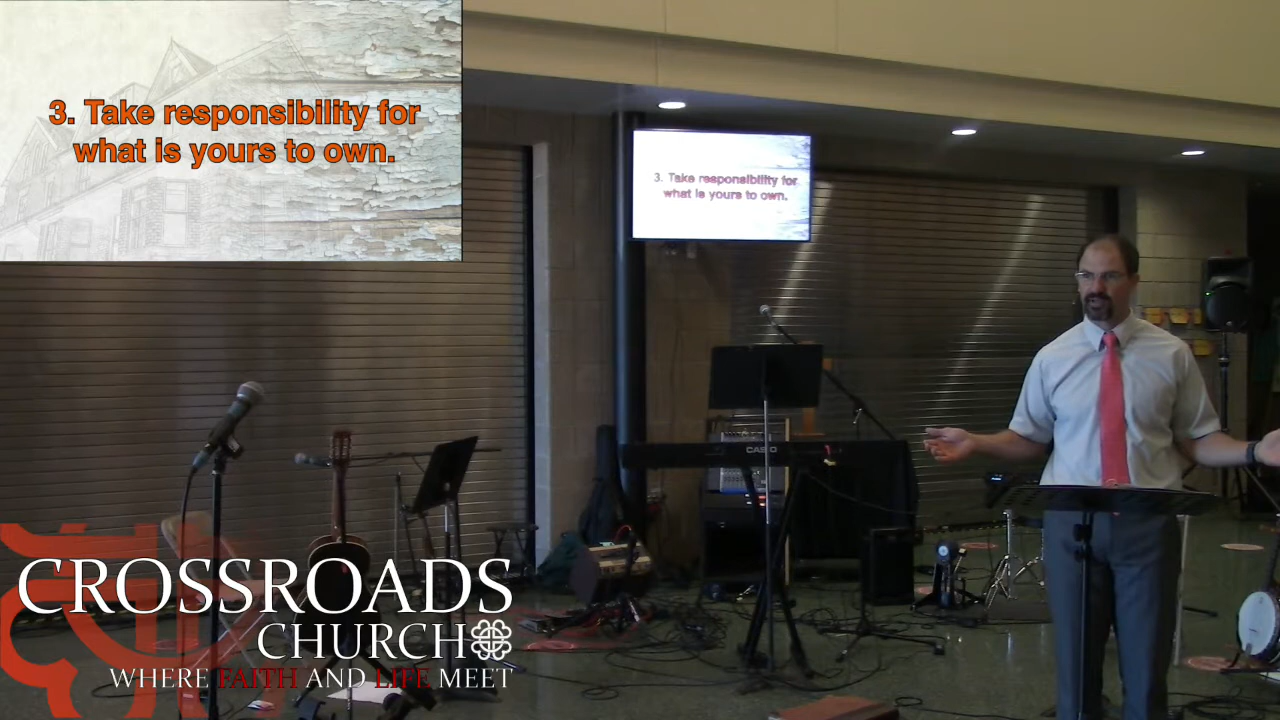 3. Take responsibility for
what is yours to own.
3. Take responsibility for
what is yours to own.
CASIO
CROSSROADS
CHURCH
WHERE FAITH AND LIFE MEET